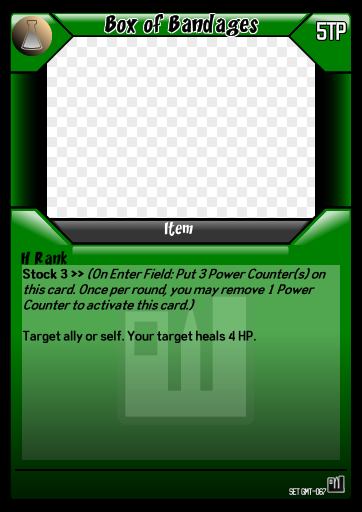 Box of Bandages
5TP
Item
H Rank
Stock 3 >> (On Enter Field: Put 3 Power Counter(s) on
this card. Once per round, you may remove 1 Power
Counter to activate this card.)
Target ally or self. Your target heals 4 HP.
SET GMT-067